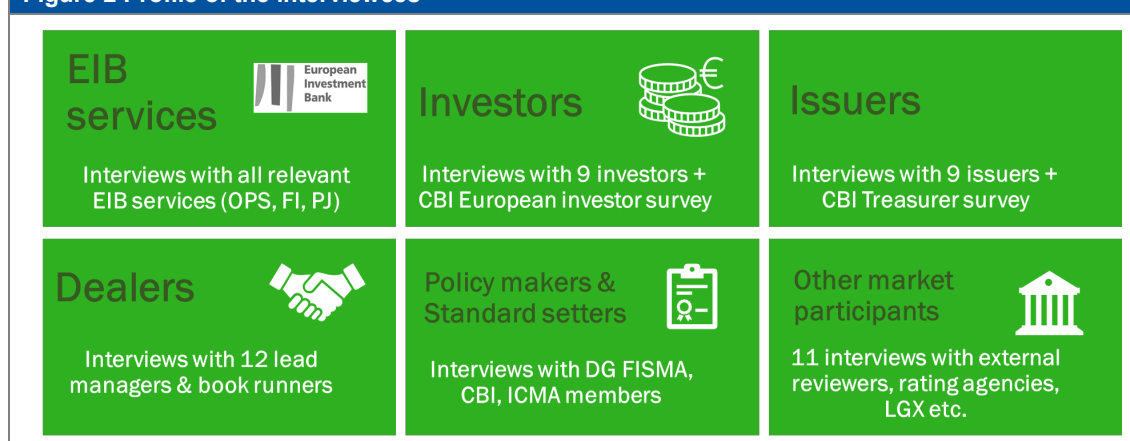 EIB
services
European
Investment
Bank
Interviews with all relevant
EIB services (OPS, FI, PJ)
Investors
Interviews with 9 investors +
CBI European investor survey
Issuers
Interviews with 9 issuers +
CBI Treasurer survey
Dealers
Interviews with 12 lead
managers & book runners
Policy makers &
Standard setters
Interviews with DG FISMA,
CBI, ICMA members
Other market
participants
11 interviews with external
reviewers, rating agencies,
LGX etc.